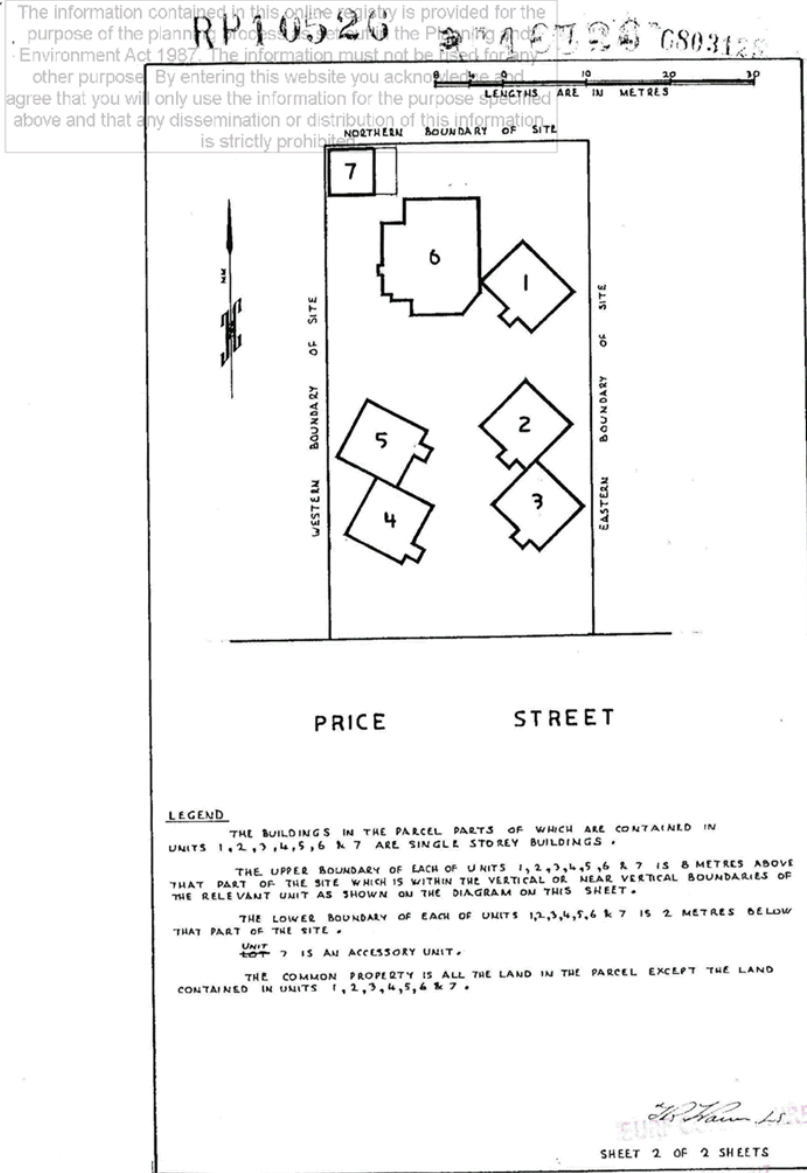 The information contained in this online registry is provided for the
purpose of the planning process as set out in the Planning and
Environment Act 1987. The information must not be used for any
other purpose. By entering this website you acknowledge and
agree that you will only use the information for the purpose specified
above and that any dissemination or distribution of this information
is strictly prohibited.
RP10526
G80312
0
10
20
30
LENGTHS ARE IN METRES
NORTHERN BOUNDARY OF SITE
7
6
1
WESTERN BOUNDARY OF SITE
EASTERN BOUNDARY OF SITE
2
5
3
4
PRICE STREET
LEGEND
THE BUILDINGS IN THE PARCEL PARTS OF WHICH ARE CONTAINED IN
UNITS 1,2,3,4,5,6 & 7 ARE SINGLE STOREY BUILDINGS.
THE UPPER BOUNDARY OF EACH OF UNITS 1,2,3,4,5,6 & 7 IS 8 METRES ABOVE
THAT PART OF THE SITE WHICH IS WITHIN THE VERTICAL OR NEAR VERTICAL BOUNDARIES OF
THE RELEVANT UNIT AS SHOWN ON THE DIAGRAM ON THIS SHEET.
THE LOWER BOUNDARY OF EACH OF UNITS 1,2,3,4,5,6 & 7 IS 2 METRES BELOW
THAT PART OF THE SITE.
UNIT
LOT 7 IS AN ACCESSORY UNIT.
THE COMMON PROPERTY IS ALL THE LAND IN THE PARCEL EXCEPT THE LAND
CONTAINED IN UNITS 1,2,3,4,5,6 & 7.
L.S.
SHEET 2 OF 2 SHEETS